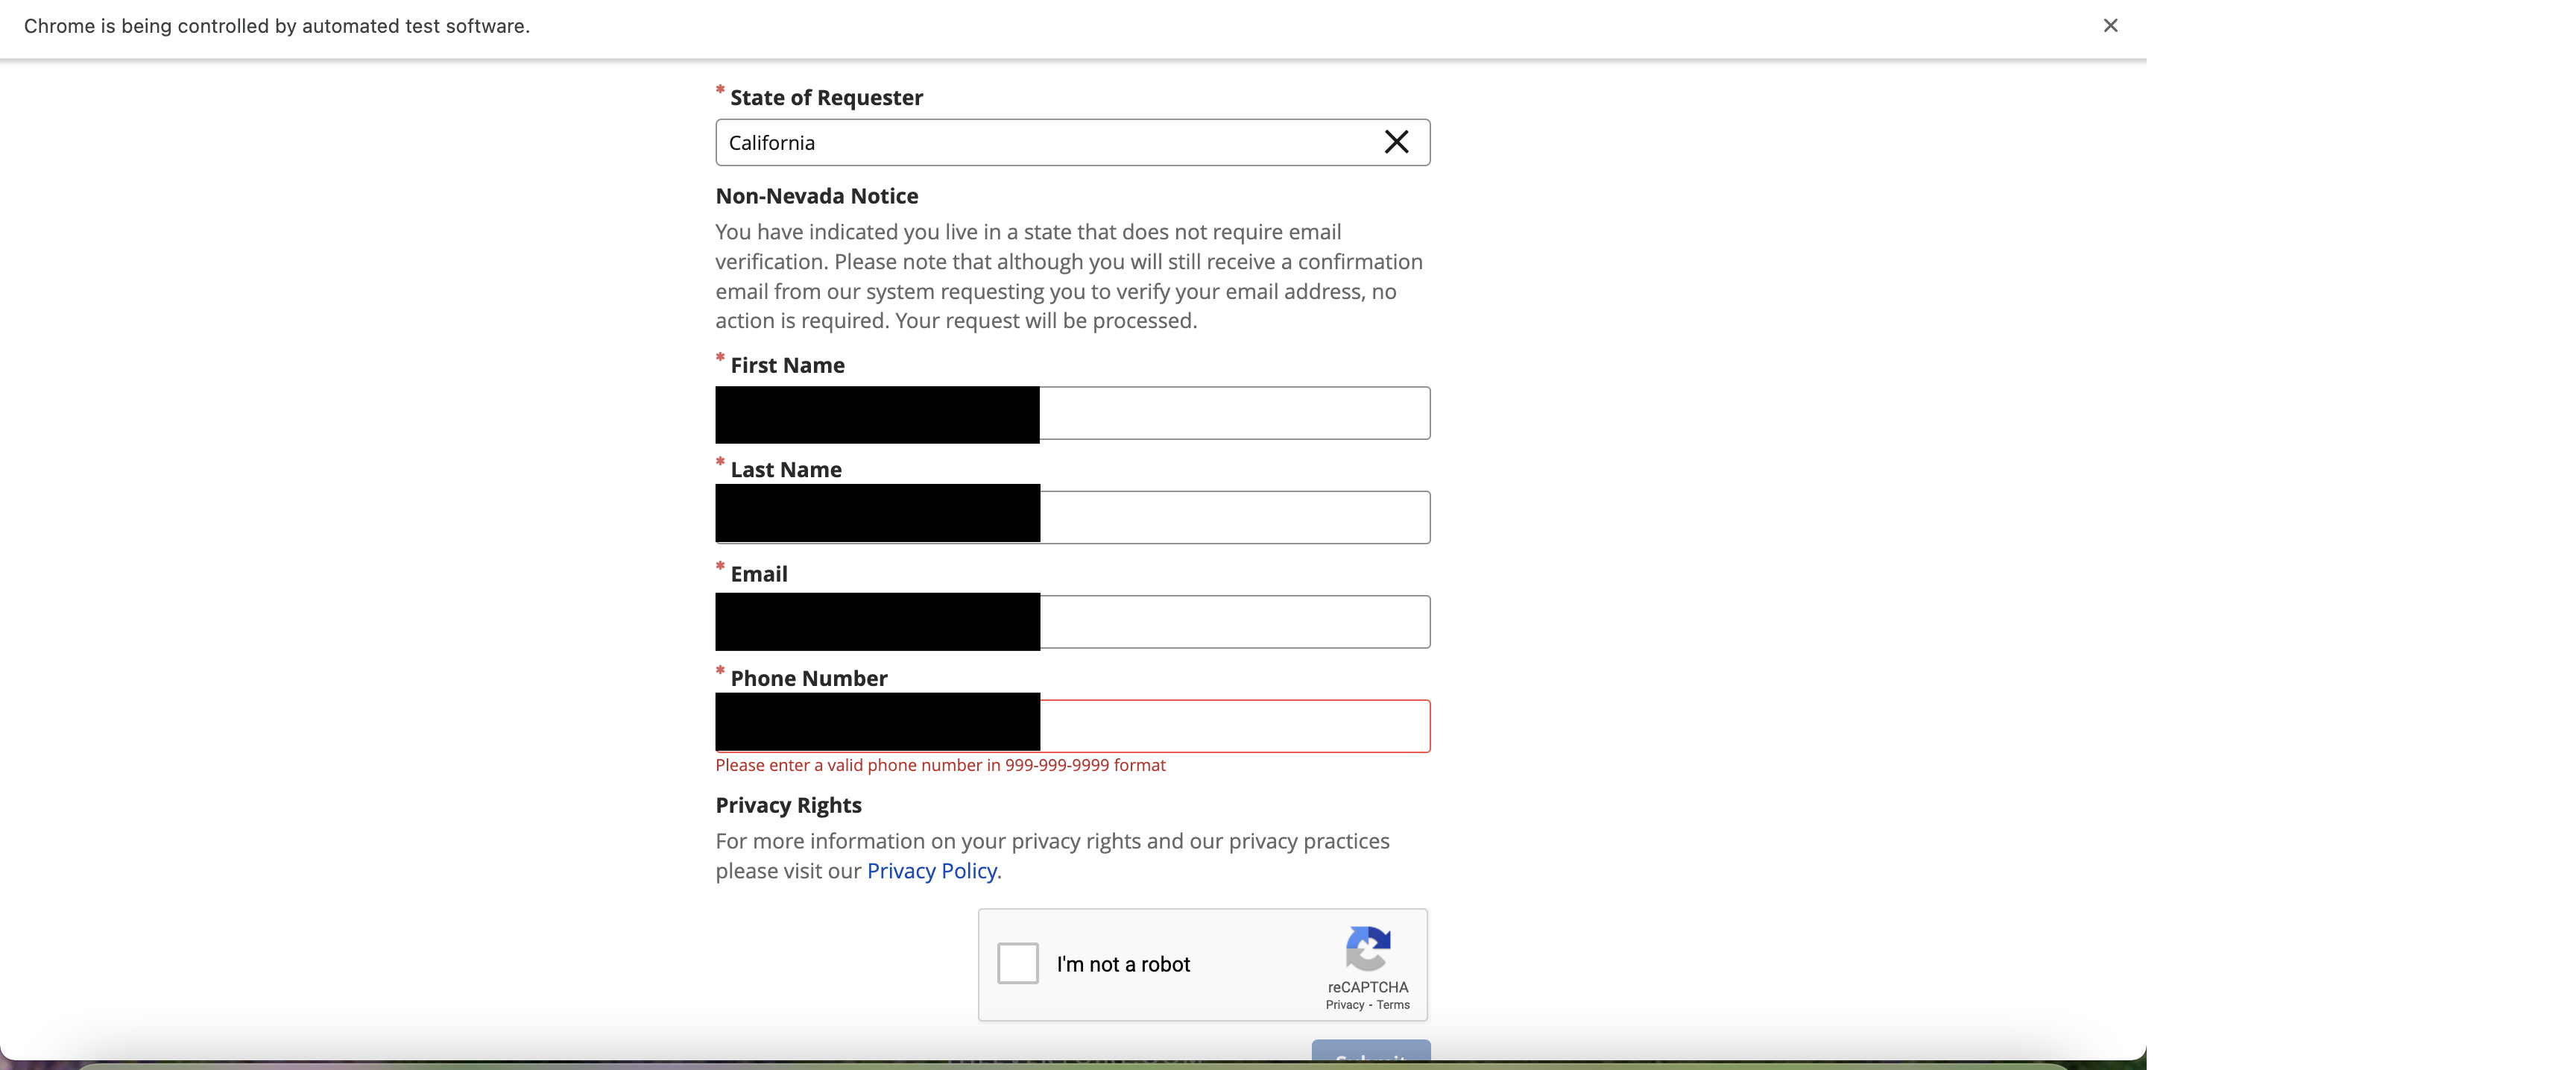 Chrome is being controlled by automated test software.
* State of Requester
California
Non-Nevada Notice
You have indicated you live in a state that does not require email
verification. Please note that although you will still receive a confirmation
email from our system requesting you to verify your email address, no
action is required. Your request will be processed.
* First Name
* Last Name
* Email
* Phone Number
Please enter a valid phone number in 999-999-9999 format
Privacy Rights
For more information on your privacy rights and our privacy practices
please visit our Privacy Policy.
I'm not a robot
reCAPTCHA
Privacy - Terms
Submit